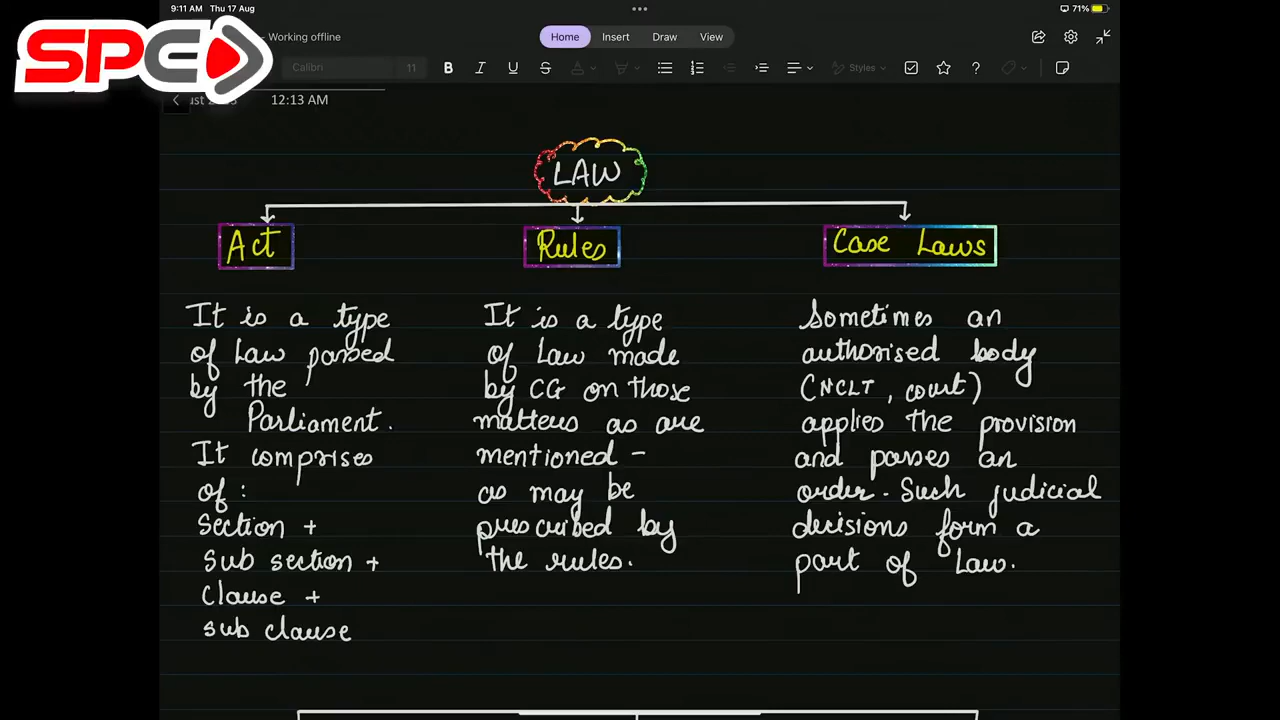 9:11 AM Thu 17 Aug
71%
SPED
Working offline
Home Insert Draw View
Calibri 11
B I U S A Styles ?
12:13 AM
LAW
Act
Rules
Case Laws
It is a type
of Law passed
by the
Parliament.
It comprises
of:
Section +
Sub section +
Clause +
sub clause
It is a type
of Law made
by CG on those
matters as are
mentioned -
as may be
prescribed by
the rules.
Sometimes an
authorised body
(NCLT, court)
applies the provision
and passes an
order. Such judicial
decisions form a
part of Law.